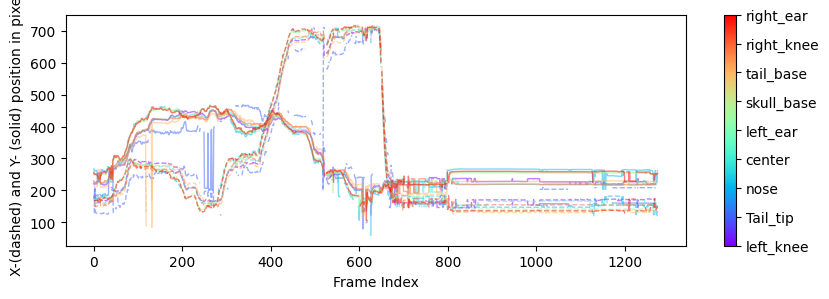 X-(dashed) and Y- (solid) position in pixe
700
600
500
400
300
200
100
0
200
400
600
800
1000
1200
Frame Index
right_ear
right_knee
tail_base
skull_base
left_ear
center
nose
Tail_tip
left_knee